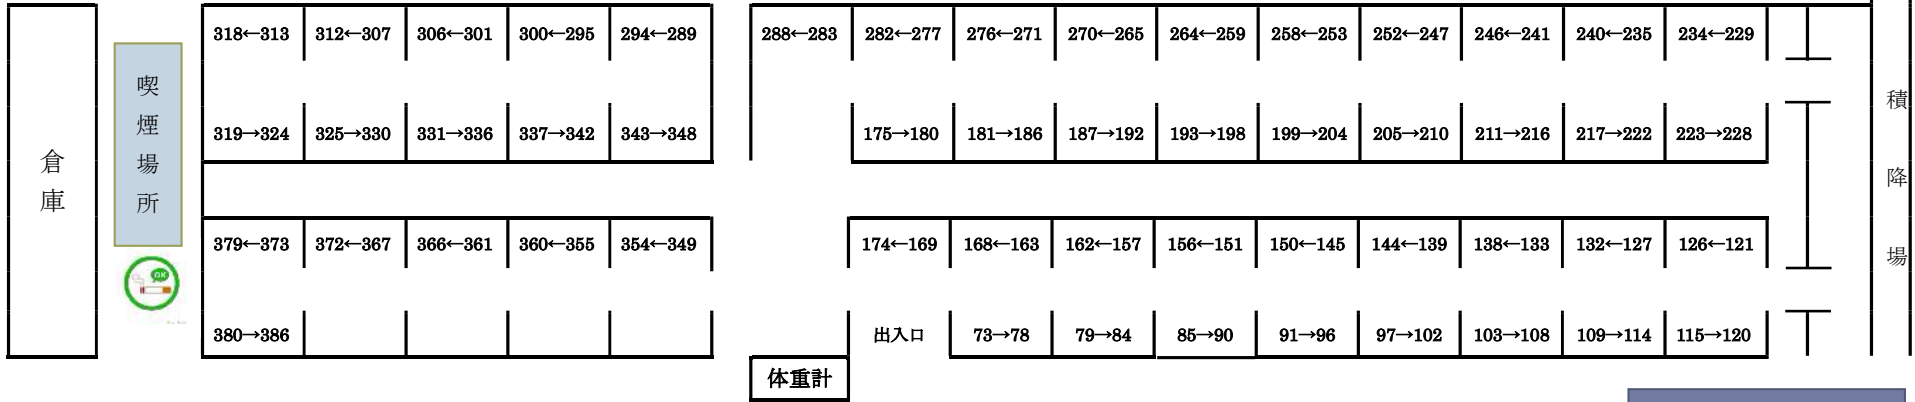 318←313 312←307 306←301 300←295 294←289 288←283 282←277 276←271 270←265 264←259 258←253 252←247 246←241 240←235 234←229
319→324 325→330 331→336 337→342 343→348 175→180 181→186 187→192 193→198 199→204 205→210 211→216 217→222 223→228
379←373 372←367 366←361 360←355 354←349 174←169 168←163 162←157 156←151 150←145 144←139 138←133 132←127 126←121
380→386 出入口 73→78 79→84 85→90 91→96 97→102 103→108 109→114 115→120
体重計
倉庫
喫煙場所
OK
積降場